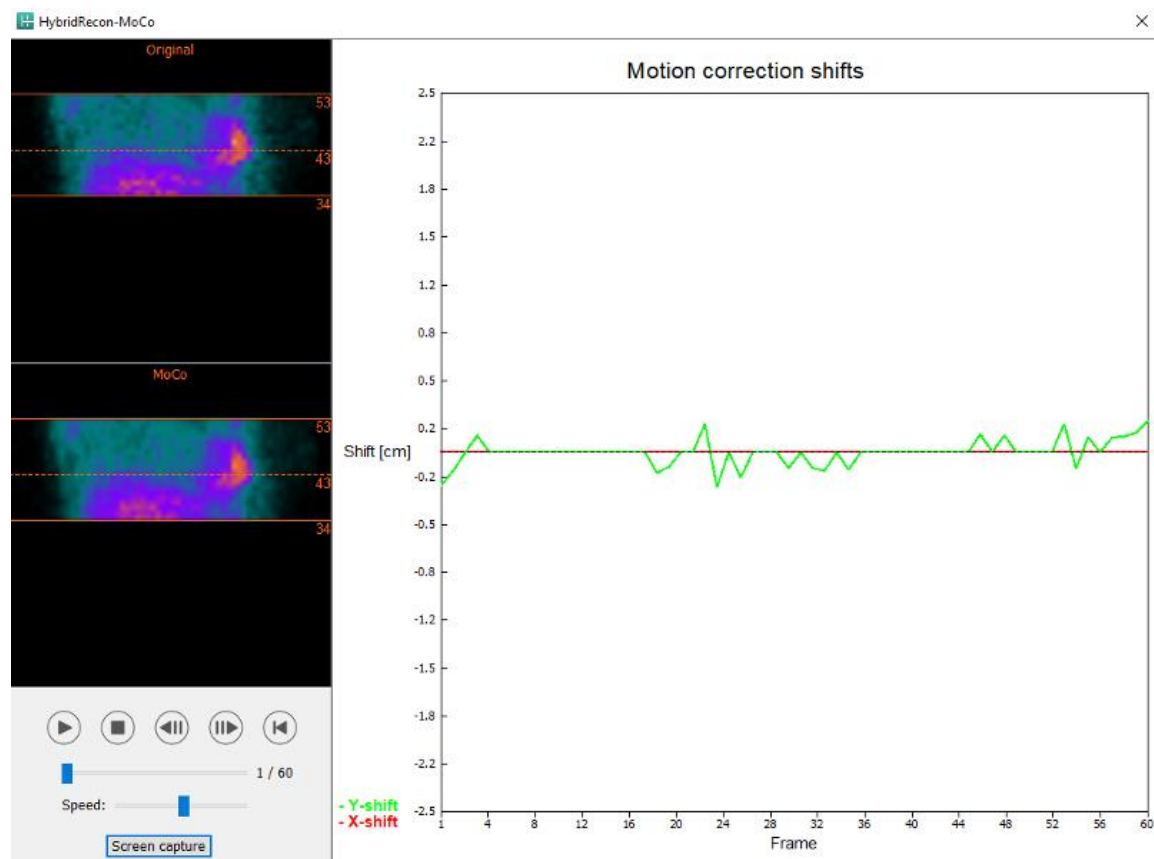 HybridRecon-MoCo
Original
53
43
34
MoCo
53
43
34
1 / 60
Speed:
Screen capture
Motion correction shifts
2.5
2.2
1.8
1.5
1.2
0.8
0.5
0.2
Shift [cm]
-0.2
-0.5
-0.8
-1.2
-1.5
-1.8
-2.2
-2.5
- Y-shift
- X-shift
1 4 8 12 16 20 24 28 32 36 40 44 48 52 56 60
Frame